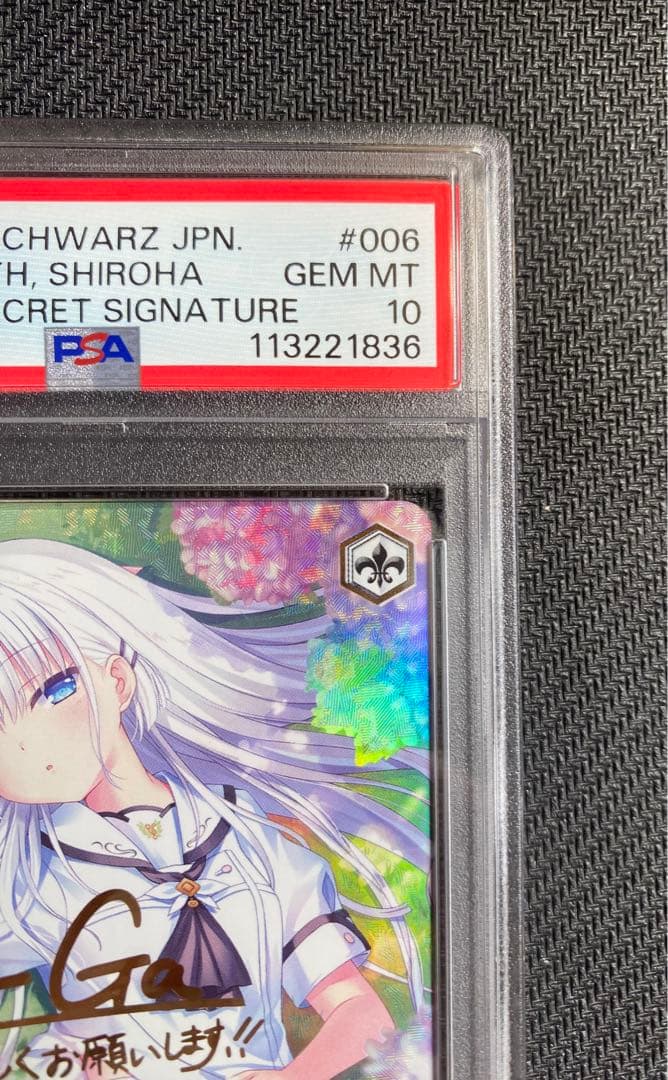 CHWARZ JPN. #006
TH, SHIROHA GEM MT
CRET SIGNATURE 10
PSA 113221836
Ga
くお願いします!!